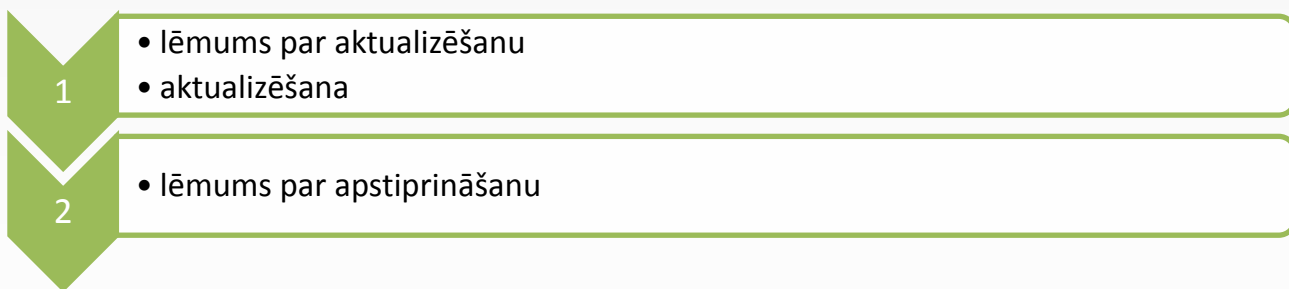 1
• lēmums par aktualizēšanu
• aktualizēšana
2
• lēmums par apstiprināšanu